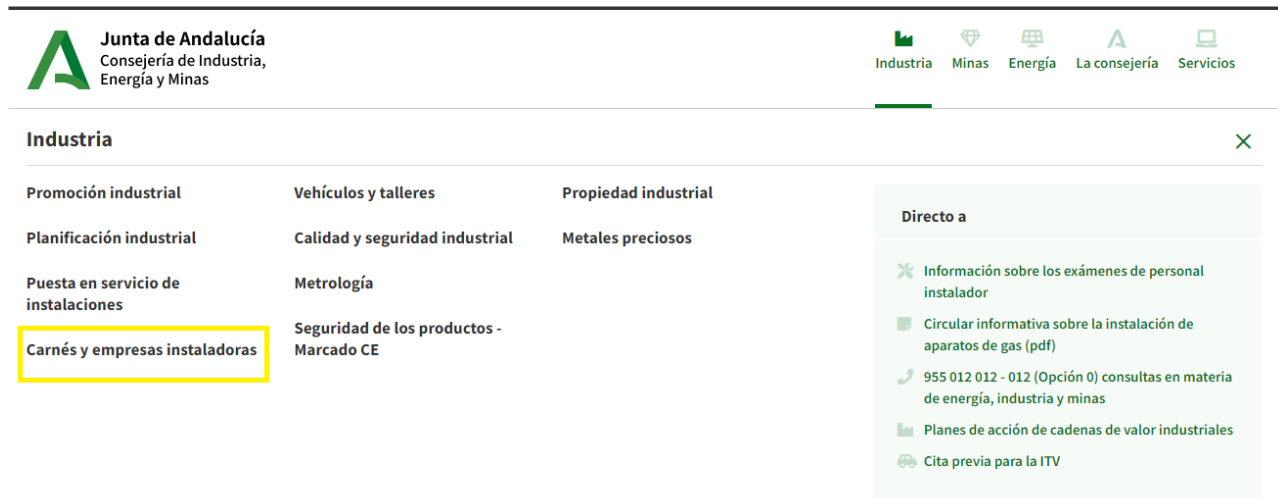 Junta de Andalucía
Consejería de Industria,
Energía y Minas
Industria
Minas
Energía
La consejería
Servicios
Industria
Promoción industrial
Planificación industrial
Puesta en servicio de
instalaciones
Carnés y empresas instaladoras
Vehículos y talleres
Calidad y seguridad industrial
Metrología
Seguridad de los productos -
Marcado CE
Propiedad industrial
Metales preciosos
Directo a
Información sobre los exámenes de personal
instalador
Circular informativa sobre la instalación de
aparatos de gas (pdf)
955 012 012 - 012 (Opción 0) consultas en materia
de energía, industria y minas
Planes de acción de cadenas de valor industriales
Cita previa para la ITV